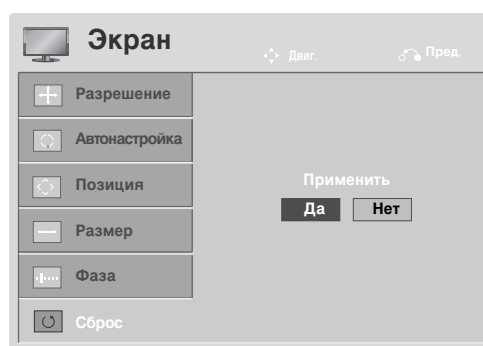 Экран
Двиг.
Пред.
Разрешение
Автонастройка
Позиция
Размер
Фаза
Сброс
Применить
Да
Нет